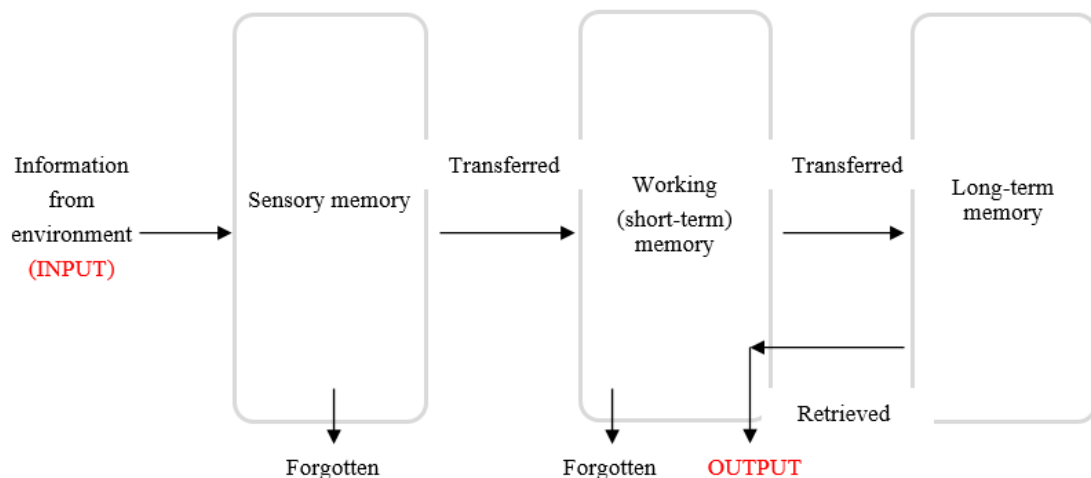 Information
from
environment
(INPUT)
Sensory memory
Transferred
Working
(short-term)
memory
Transferred
Long-term
memory
Retrieved
Forgotten
Forgotten
OUTPUT